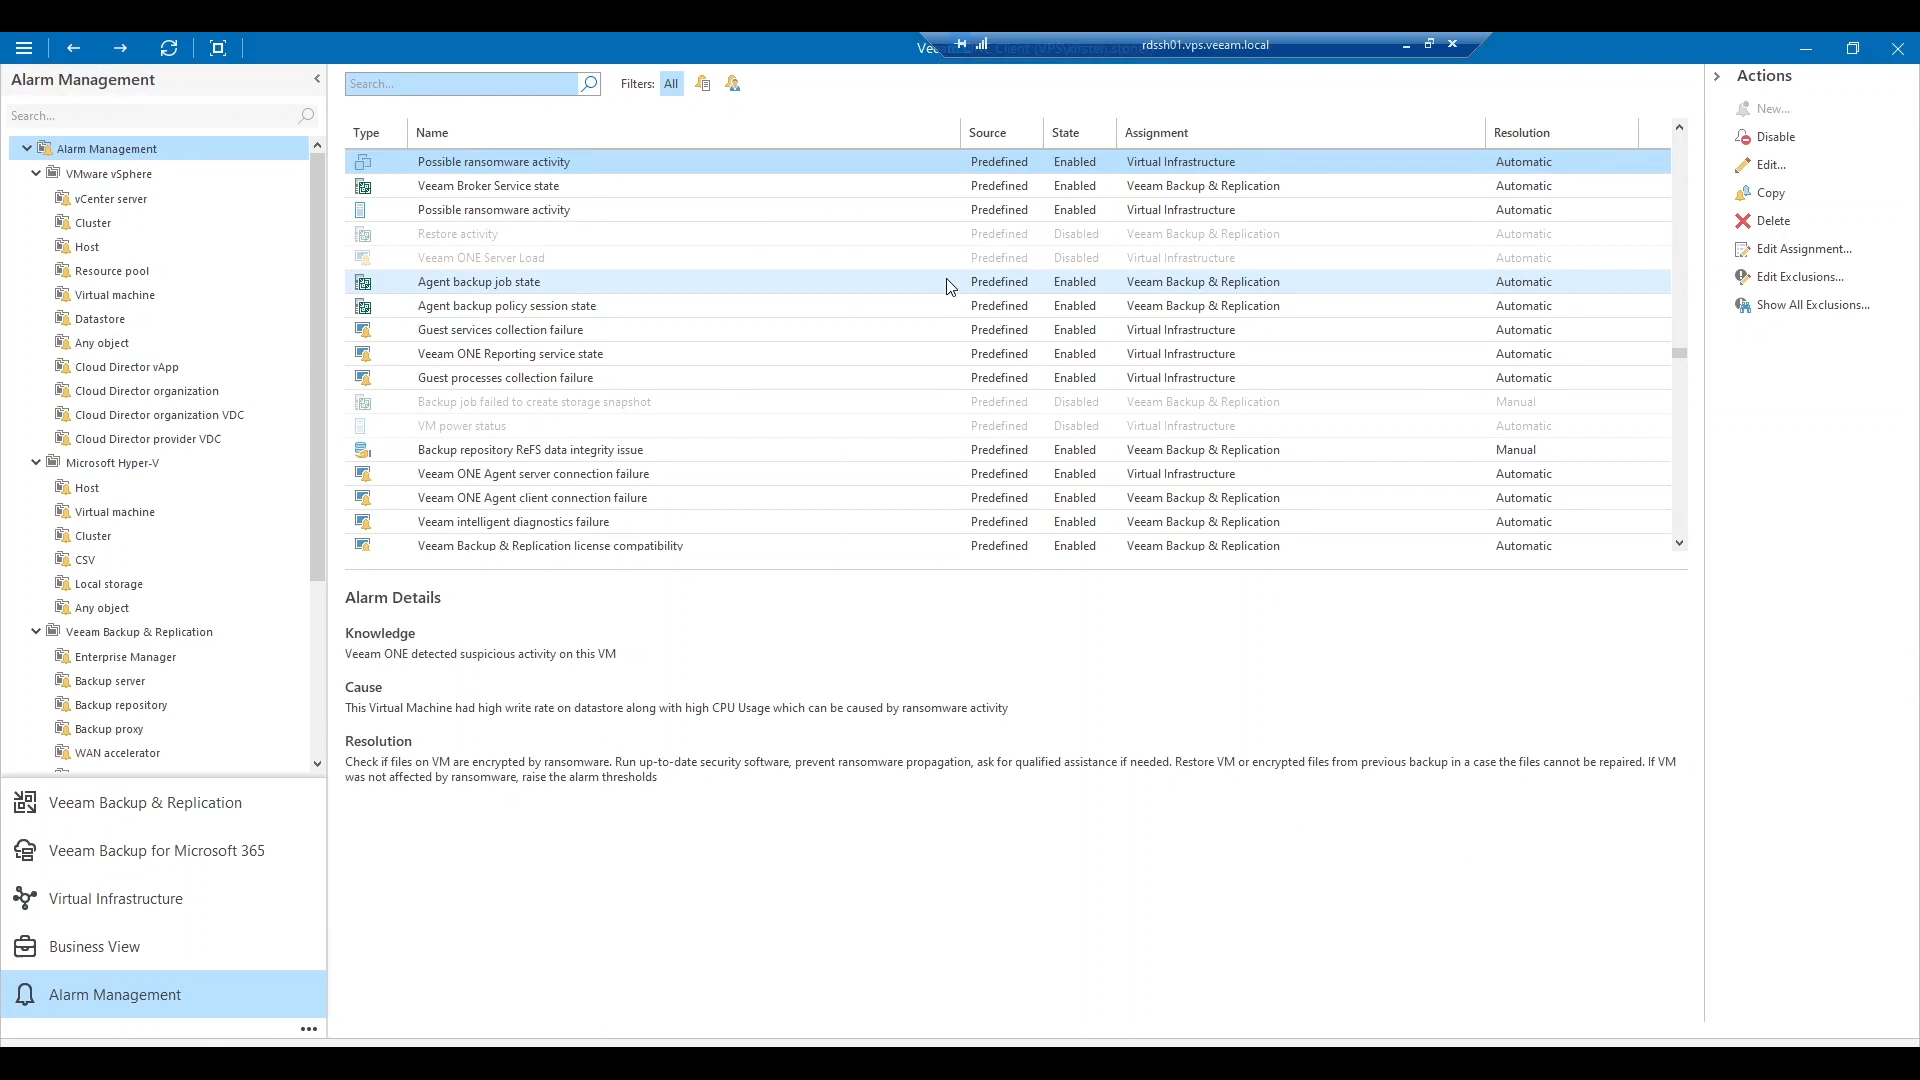 Veeam ONE Client (VPS\kirsten.stone)
rdssh01.vps.veeam.local
Alarm Management
Search...
Alarm Management
VMware vSphere
vCenter server
Cluster
Host
Resource pool
Virtual machine
Datastore
Any object
Cloud Director vApp
Cloud Director organization
Cloud Director organization VDC
Cloud Director provider VDC
Microsoft Hyper-V
Host
Virtual machine
Cluster
CSV
Local storage
Any object
Veeam Backup & Replication
Enterprise Manager
Backup server
Backup repository
Backup proxy
WAN accelerator
Veeam Backup & Replication
Veeam Backup for Microsoft 365
Virtual Infrastructure
Business View
Alarm Management
Search... Filters: All
Type Name Source State Assignment Resolution
Possible ransomware activity Predefined Enabled Virtual Infrastructure Automatic
Veeam Broker Service state Predefined Enabled Veeam Backup & Replication Automatic
Possible ransomware activity Predefined Enabled Virtual Infrastructure Automatic
Restore activity Predefined Disabled Veeam Backup & Replication Automatic
Veeam ONE Server Load Predefined Disabled Virtual Infrastructure Automatic
Agent backup job state Predefined Enabled Veeam Backup & Replication Automatic
Agent backup policy session state Predefined Enabled Veeam Backup & Replication Automatic
Guest services collection failure Predefined Enabled Virtual Infrastructure Automatic
Veeam ONE Reporting service state Predefined Enabled Virtual Infrastructure Automatic
Guest processes collection failure Predefined Enabled Virtual Infrastructure Automatic
Backup job failed to create storage snapshot Predefined Disabled Veeam Backup & Replication Manual
VM power status Predefined Disabled Virtual Infrastructure Automatic
Backup repository ReFS data integrity issue Predefined Enabled Veeam Backup & Replication Manual
Veeam ONE Agent server connection failure Predefined Enabled Virtual Infrastructure Automatic
Veeam ONE Agent client connection failure Predefined Enabled Veeam Backup & Replication Automatic
Veeam intelligent diagnostics failure Predefined Enabled Veeam Backup & Replication Automatic
Veeam Backup & Replication license compatibility Predefined Enabled Veeam Backup & Replication Automatic
Alarm Details
Knowledge
Veeam ONE detected suspicious activity on this VM
Cause
This Virtual Machine had high write rate on datastore along with high CPU Usage which can be caused by ransomware activity
Resolution
Check if files on VM are encrypted by ransomware. Run up-to-date security software, prevent ransomware propagation, ask for qualified assistance if needed. Restore VM or encrypted files from previous backup in a case the files cannot be repaired. If VM
was not affected by ransomware, raise the alarm thresholds
Actions
New...
Disable
Edit...
Copy
Delete
Edit Assignment...
Edit Exclusions...
Show All Exclusions...